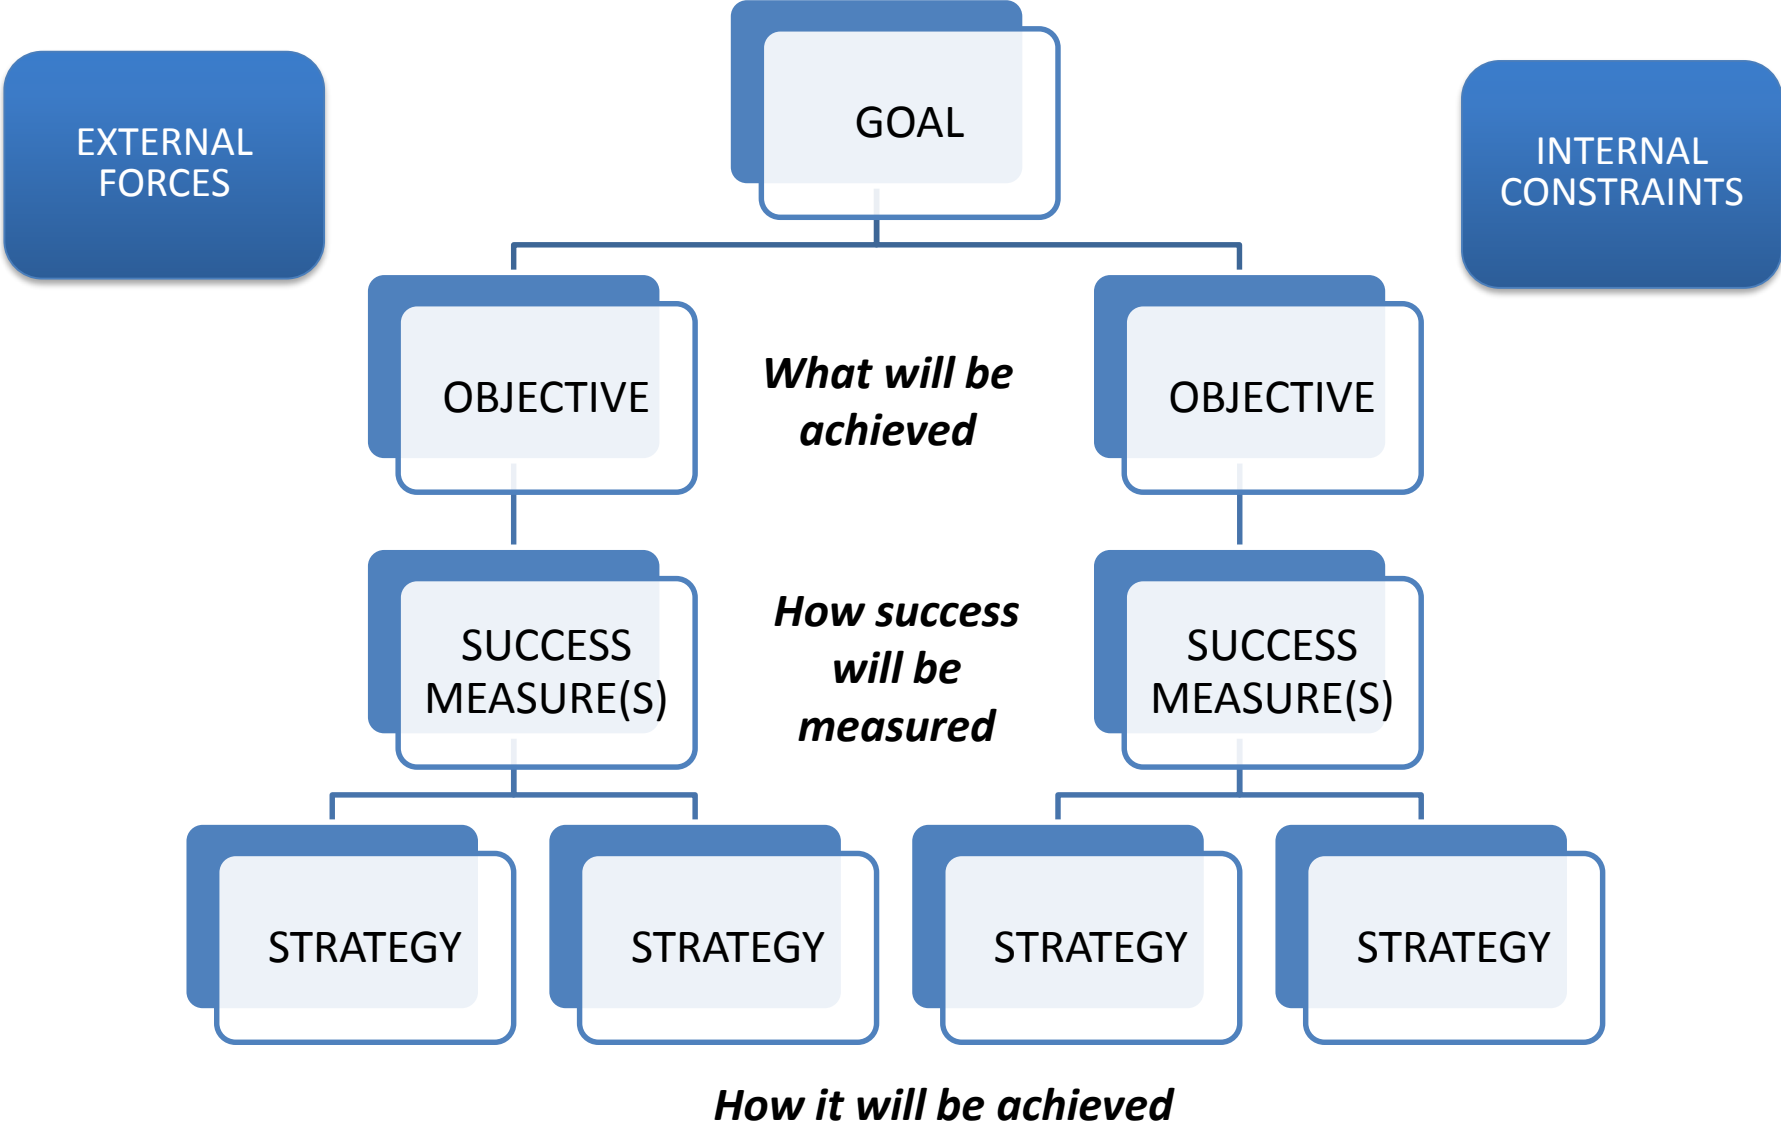 GOAL
EXTERNAL
FORCES
INTERNAL
CONSTRAINTS
OBJECTIVE
What will be
achieved
OBJECTIVE
SUCCESS
MEASURE(S)
How success
will be
measured
SUCCESS
MEASURE(S)
STRATEGY
STRATEGY
STRATEGY
STRATEGY
How it will be achieved